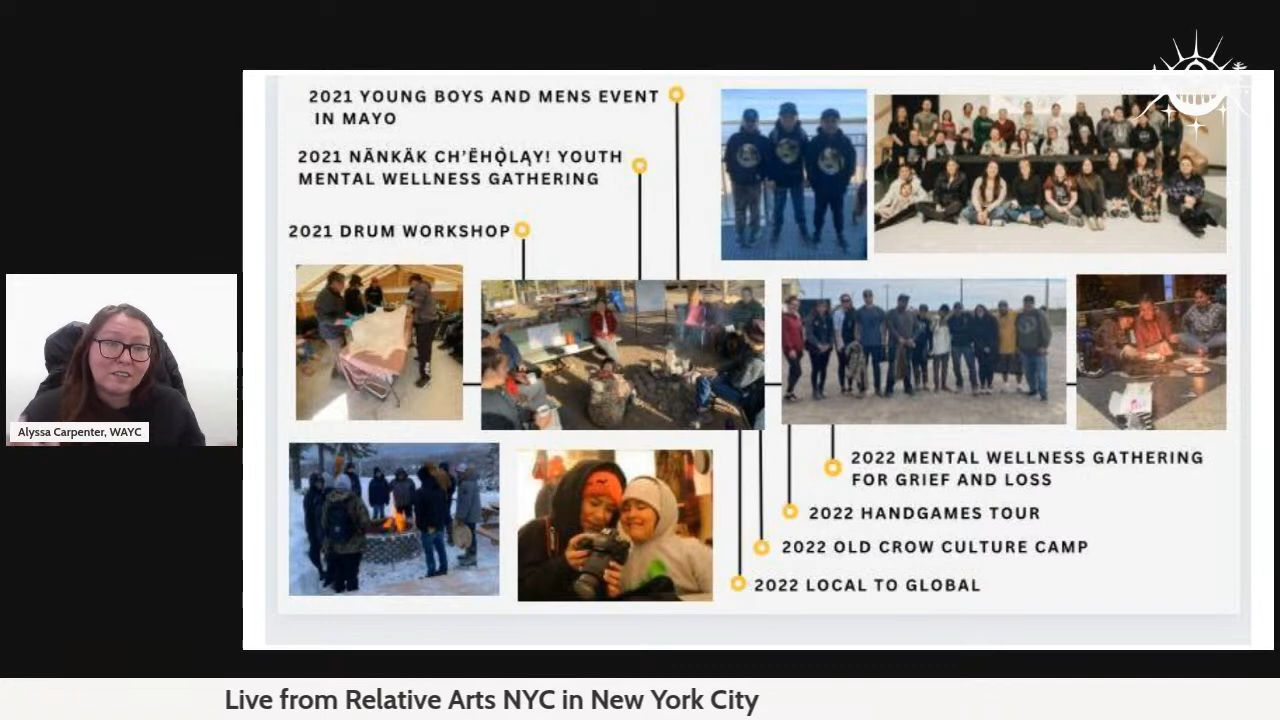 2021 YOUNG BOYS AND MENS EVENT
IN MAYO
2021 NÄNKÄK CH'ËHǪ̀LĄY! YOUTH
MENTAL WELLNESS GATHERING
2021 DRUM WORKSHOP
Alyssa Carpenter, WAYC
2022 MENTAL WELLNESS GATHERING
FOR GRIEF AND LOSS
2022 HANDGAMES TOUR
2022 OLD CROW CULTURE CAMP
2022 LOCAL TO GLOBAL
Live from Relative Arts NYC in New York City